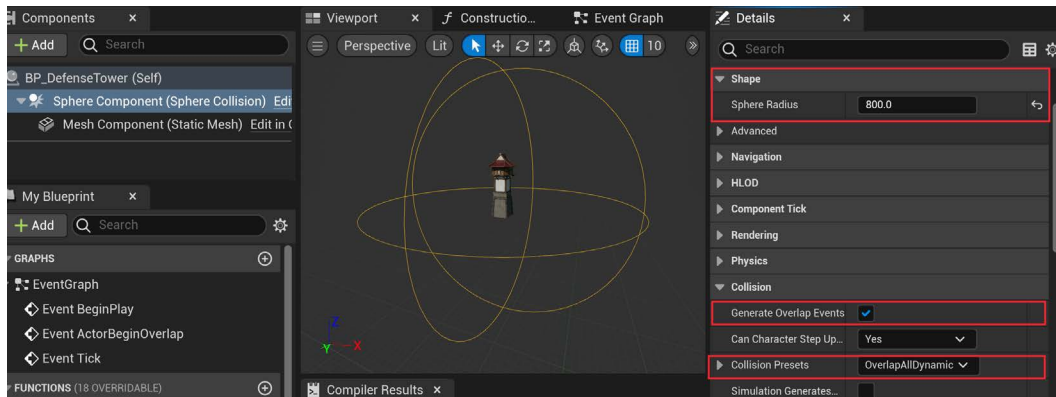 Components
+ Add
Search
BP_DefenseTower (Self)
Sphere Component (Sphere Collision) Edi
Mesh Component (Static Mesh) Edit in C
My Blueprint
+ Add
Search
GRAPHS
EventGraph
Event BeginPlay
Event ActorBeginOverlap
Event Tick
FUNCTIONS (18 OVERRIDABLE)
Viewport
Constructio...
Event Graph
Perspective
Lit
10
Z
Y
X
Compiler Results
Details
Search
Shape
Sphere Radius 800.0
Advanced
Navigation
HLOD
Component Tick
Rendering
Physics
Collision
Generate Overlap Events
Can Character Step Up... Yes
Collision Presets OverlapAllDynamic
Simulation Generates...